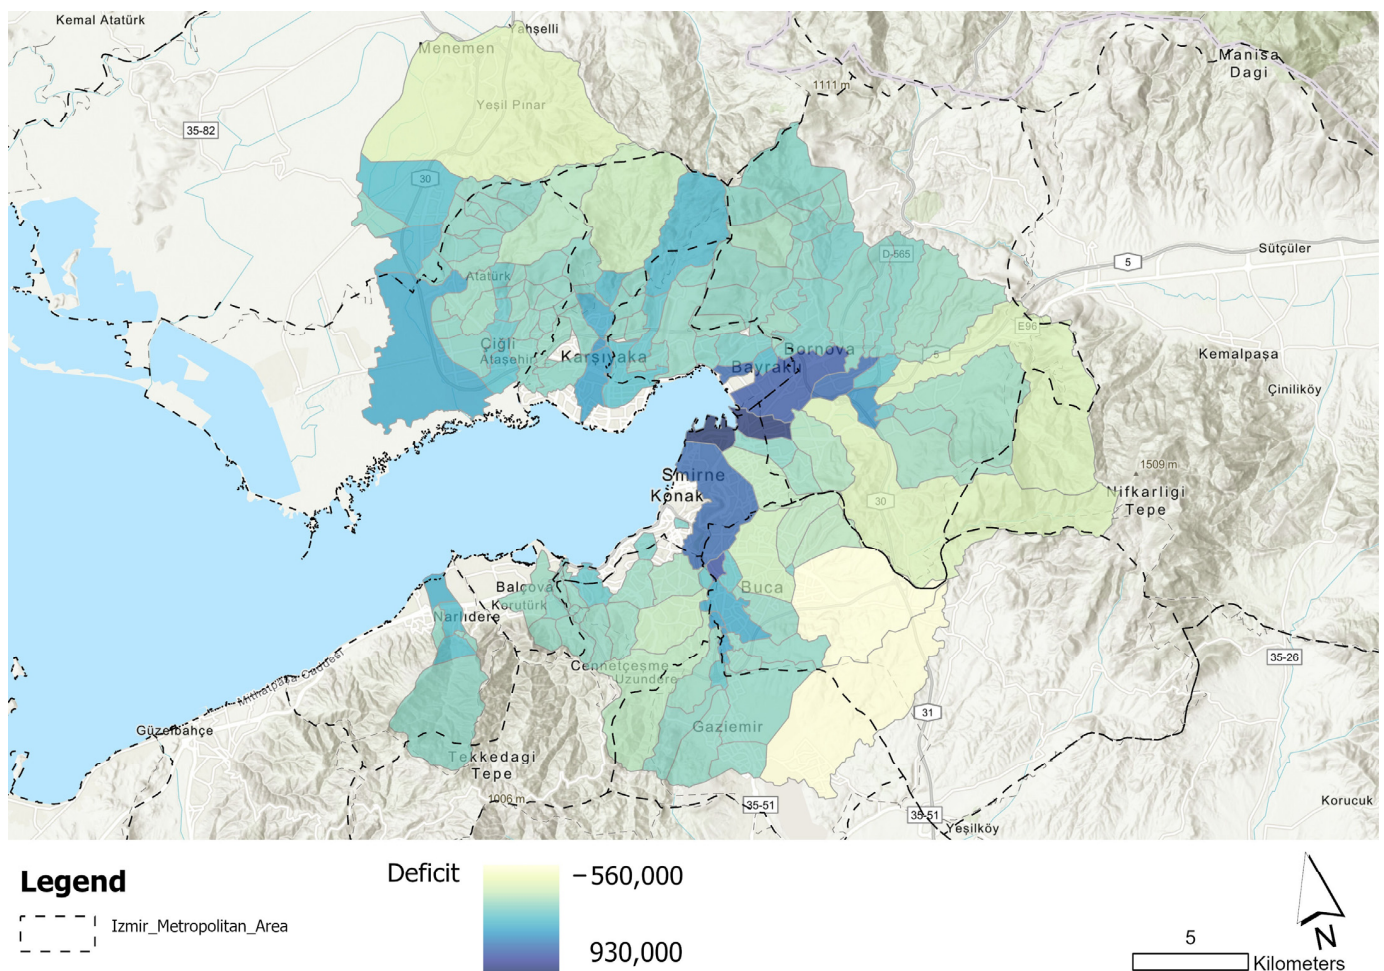 Kemal Atatürk
Yahşelli
Menemen
Manisa
Dagi
1111 m
Yeşil Pınar
35-82
30
D-565
5
Sütçüler
Atatürk
E96
Çiğli
Ataşehir
Karşıyaka
Bornova
5
Bayraklı
Kemalpaşa
Çiniliköy
1509 m
Smirne
Konak
30
Nifkarligi
Tepe
Balçova
Korutürk
Buca
Narlıdere
Cennetçeşme
Uzundere
35-26
Mithatpaşa Caddesi
Güzelbahçe
Gaziemir
31
Tekkedagi
Tepe
1006 m
35-51
35-51
Yeşilköy
Korucuk
Legend
Izmir_Metropolitan_Area
Deficit
−560,000
930,000
N
5
Kilometers